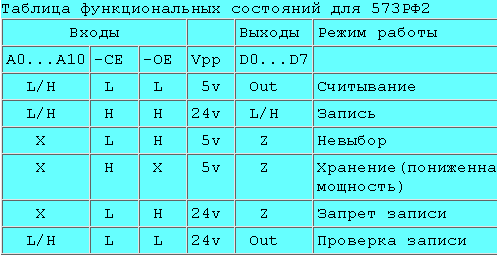 Таблица функциональных состояний для 573РФ2
Входы Выходы Режим работы
A0...A10 -CE -OE Vpp D0...D7
L/H L L 5v Out Считывание
L/H H H 24v L/H Запись
X L H 5v Z Невыбор
X H X 5v Z Хранение(пониженна
мощность)
X L H 24v Z Запрет записи
L/H L L 24v Out Проверка записи